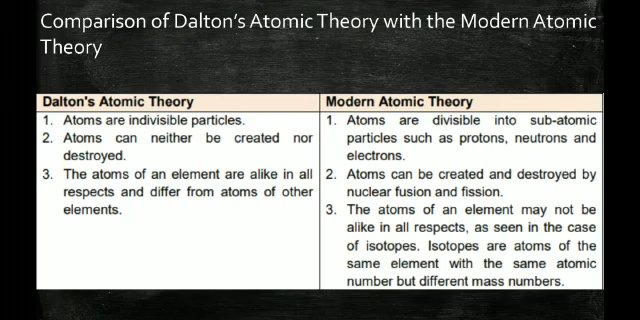 Comparison of Dalton's Atomic Theory with the Modern Atomic
Theory
Dalton's Atomic Theory
1. Atoms are indivisible particles.
2. Atoms can neither be created nor
destroyed.
3. The atoms of an element are alike in all
respects and differ from atoms of other
elements.
Modern Atomic Theory
1. Atoms are divisible into sub-atomic
particles such as protons, neutrons and
electrons.
2. Atoms can be created and destroyed by
nuclear fusion and fission.
3. The atoms of an element may not be
alike in all respects, as seen in the case
of isotopes. Isotopes are atoms of the
same element with the same atomic
number but different mass numbers.